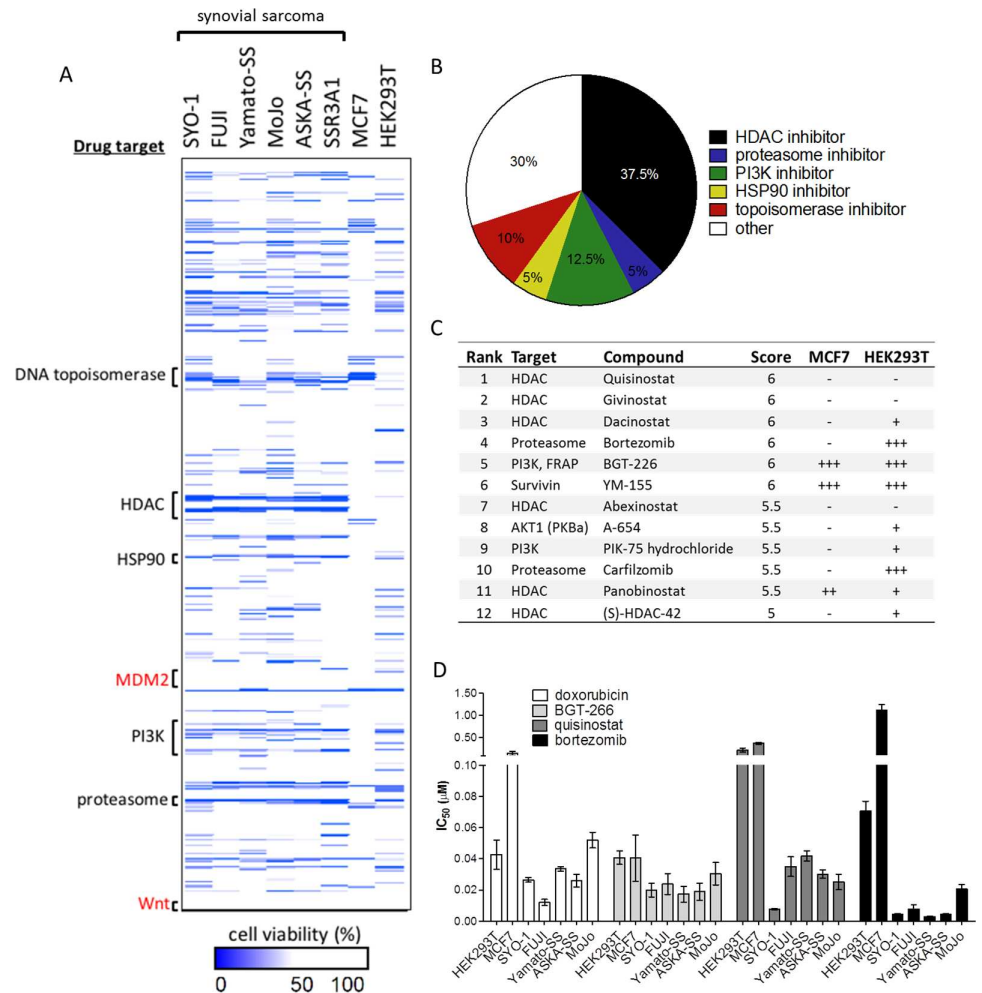 synovial sarcoma
A
SYO-1
FUJI
Yamato-SS
MoJo
ASKA-SS
SSR3A1
MCF7
HEK293T
Drug target
DNA topoisomerase
HDAC
HSP90
MDM2
PI3K
proteasome
Wnt
cell viability (%)
0 50 100
B
37.5%
5%
12.5%
5%
10%
30%
HDAC inhibitor
proteasome inhibitor
PI3K inhibitor
HSP90 inhibitor
topoisomerase inhibitor
other
C
Rank Target Compound Score MCF7 HEK293T
1 HDAC Quisinostat 6 - -
2 HDAC Givinostat 6 - -
3 HDAC Dacinostat 6 - +
4 Proteasome Bortezomib 6 - +++
5 PI3K, FRAP BGT-226 6 +++ +++
6 Survivin YM-155 6 +++ +++
7 HDAC Abexinostat 5.5 - -
8 AKT1 (PKBa) A-654 5.5 - +
9 PI3K PIK-75 hydrochloride 5.5 - +
10 Proteasome Carfilzomib 5.5 - +++
11 HDAC Panobinostat 5.5 ++ +
12 HDAC (S)-HDAC-42 5 - +
D
doxorubicin
BGT-266
quisinostat
bortezomib
IC50 (µM)
1.50
1.00
0.50
0.10
0.08
0.06
0.04
0.02
0.00
HEK293T MCF7 SYO-1 FUJI Yamato-SS ASKA-SS MoJo
HEK293T MCF7 SYO-1 FUJI Yamato-SS ASKA-SS MoJo
HEK293T MCF7 SYO-1 FUJI Yamato-SS ASKA-SS MoJo
HEK293T MCF7 SYO-1 FUJI Yamato-SS ASKA-SS MoJo